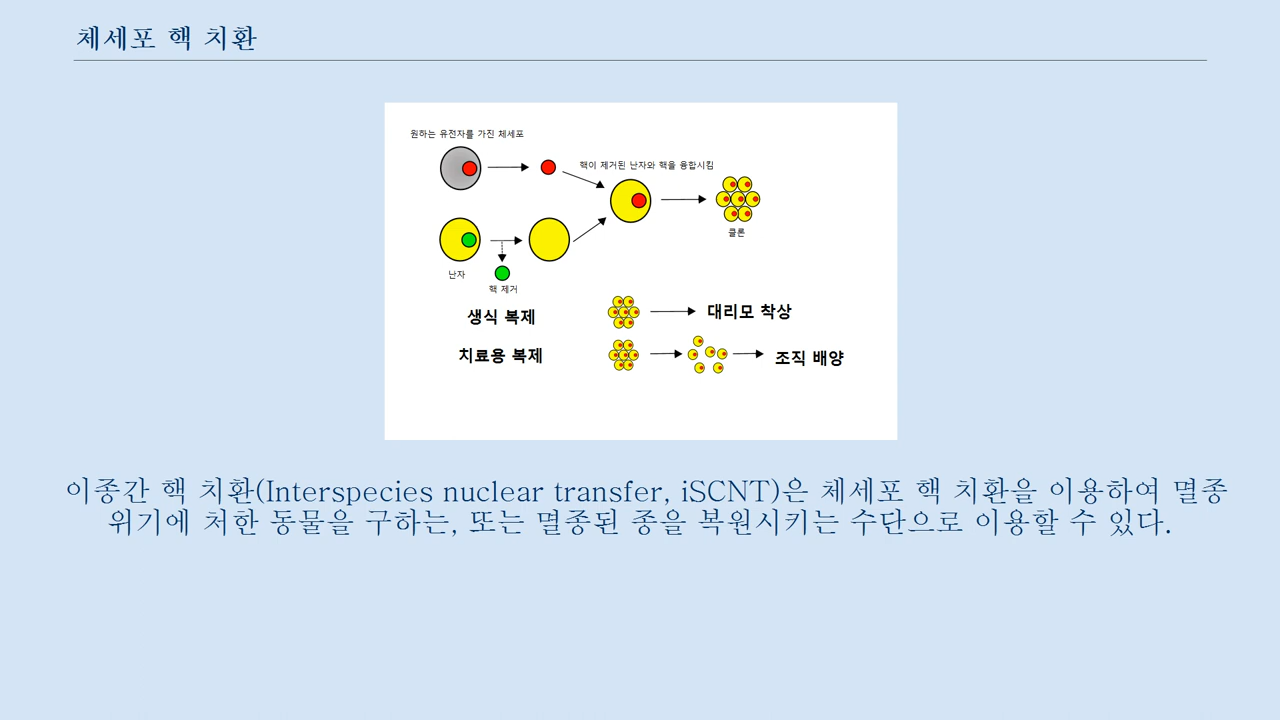 체세포 핵 치환
원하는 유전자를 가진 체세포
핵이 제거된 난자와 핵을 융합시킴
클론
난자
핵 제거
생식 복제
대리모 착상
치료용 복제
조직 배양
이종간 핵 치환(Interspecies nuclear transfer, iSCNT)은 체세포 핵 치환을 이용하여 멸종
위기에 처한 동물을 구하는, 또는 멸종된 종을 복원시키는 수단으로 이용할 수 있다.